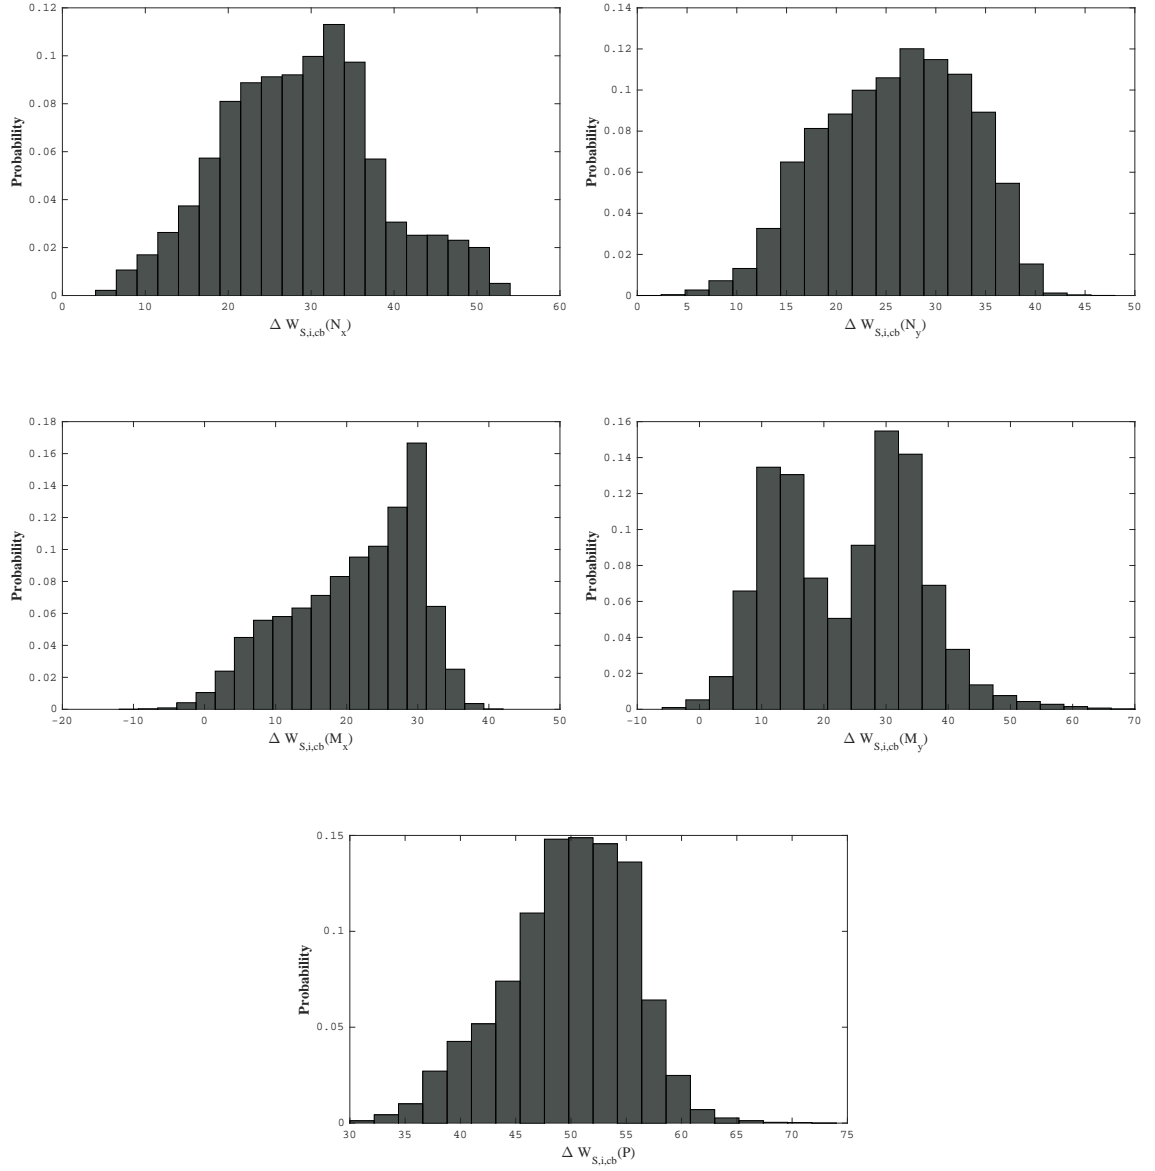 0.12
0.1
0.08
0.06
0.04
0.02
0
Probability
0 10 20 30 40 50 60
Δ W_{S,i,cb}(N_x)
0.14
0.12
0.1
0.08
0.06
0.04
0.02
0
Probability
0 5 10 15 20 25 30 35 40 45 50
Δ W_{S,i,cb}(N_y)
0.18
0.16
0.14
0.12
0.1
0.08
0.06
0.04
0.02
0
Probability
-20 -10 0 10 20 30 40 50
Δ W_{S,i,cb}(M_x)
0.16
0.14
0.12
0.1
0.08
0.06
0.04
0.02
0
Probability
-10 0 10 20 30 40 50 60 70
Δ W_{S,i,cb}(M_y)
0.15
0.1
0.05
0
Probability
30 35 40 45 50 55 60 65 70 75
Δ W_{S,i,cb}(P)